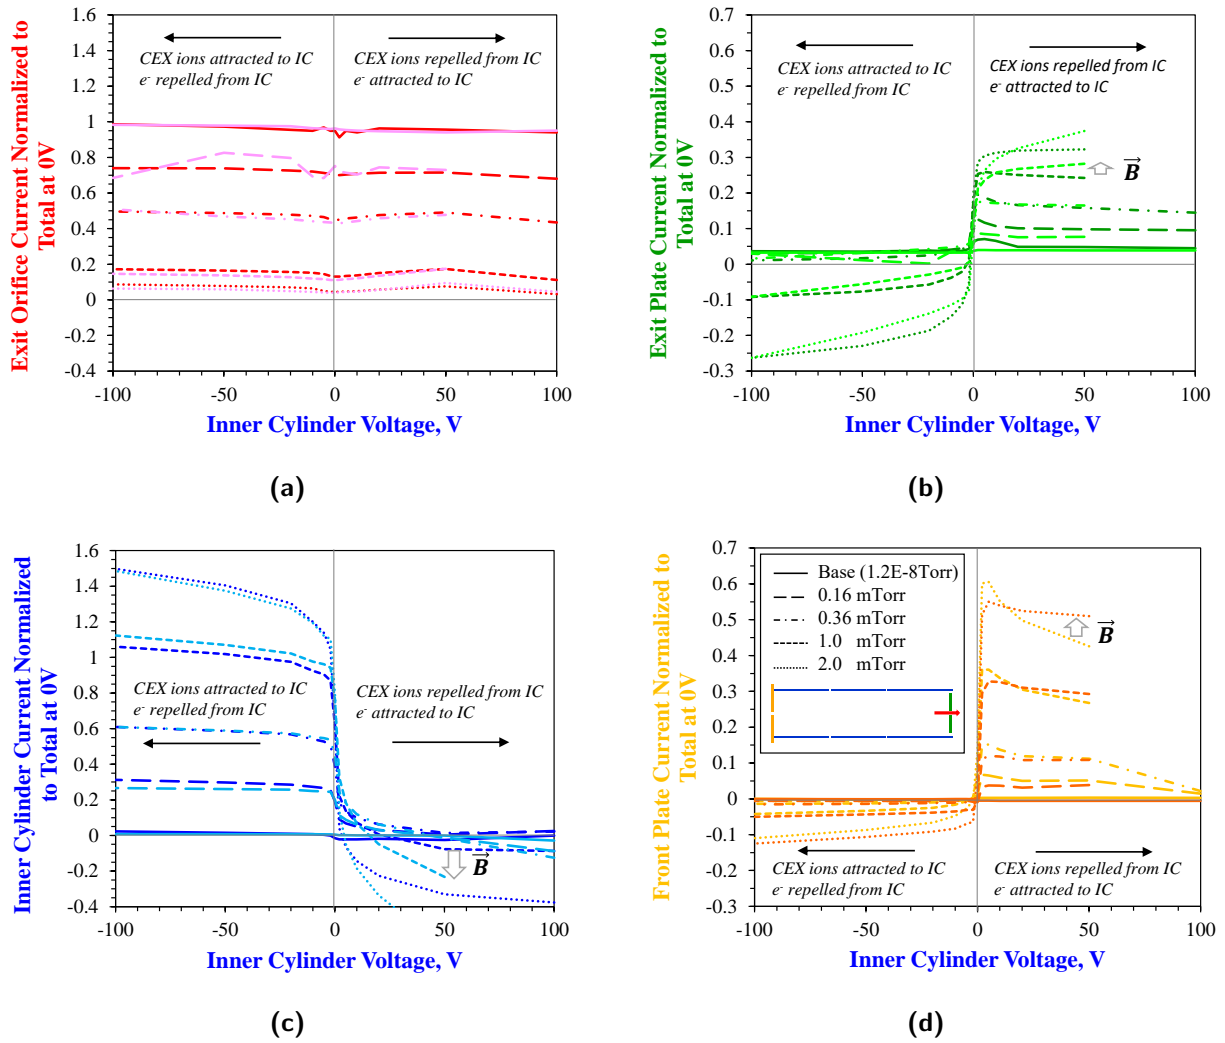 Exit Orifice Current Normalized to
Total at 0V
1.6
1.4
1.2
1
0.8
0.6
0.4
0.2
0
-0.2
-0.4
CEX ions attracted to IC
e- repelled from IC
CEX ions repelled from IC
e- attracted to IC
-100
-50
0
50
100
Inner Cylinder Voltage, V
(a)
Exit Plate Current Normalized to
Total at 0V
0.7
0.6
0.5
0.4
0.3
0.2
0.1
0
-0.1
-0.2
-0.3
CEX ions attracted to IC
e- repelled from IC
CEX ions repelled from IC
e- attracted to IC
B
-100
-50
0
50
100
Inner Cylinder Voltage, V
(b)
Inner Cylinder Current Normalized
to Total at 0V
1.6
1.4
1.2
1
0.8
0.6
0.4
0.2
0
-0.2
-0.4
CEX ions attracted to IC
e- repelled from IC
CEX ions repelled from IC
e- attracted to IC
B
-100
-50
0
50
100
Inner Cylinder Voltage, V
(c)
Front Plate Current Normalized to
Total at 0V
0.7
0.6
0.5
0.4
0.3
0.2
0.1
0
-0.1
-0.2
-0.3
Base (1.2E-8Torr)
0.16 mTorr
0.36 mTorr
1.0 mTorr
2.0 mTorr
B
CEX ions attracted to IC
e- repelled from IC
CEX ions repelled from IC
e- attracted to IC
-100
-50
0
50
100
Inner Cylinder Voltage, V
(d)